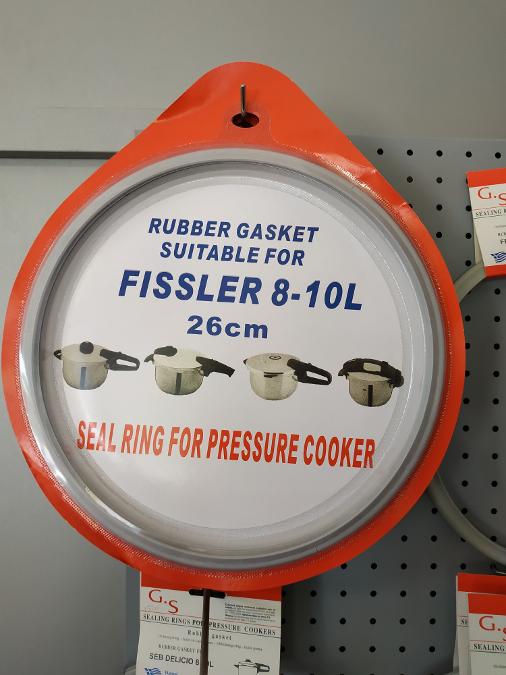 RUBBER GASKET
SUITABLE FOR
FISSLER 8-10L
26cm
SEAL RING FOR PRESSURE COOKER
G.S
SEALING RINGS FOR PRESSURE COOKERS
Rubber gasket
RUBBER GASKET
SEB DELICIO 8
G.S
SEALING
G.S
SEALING